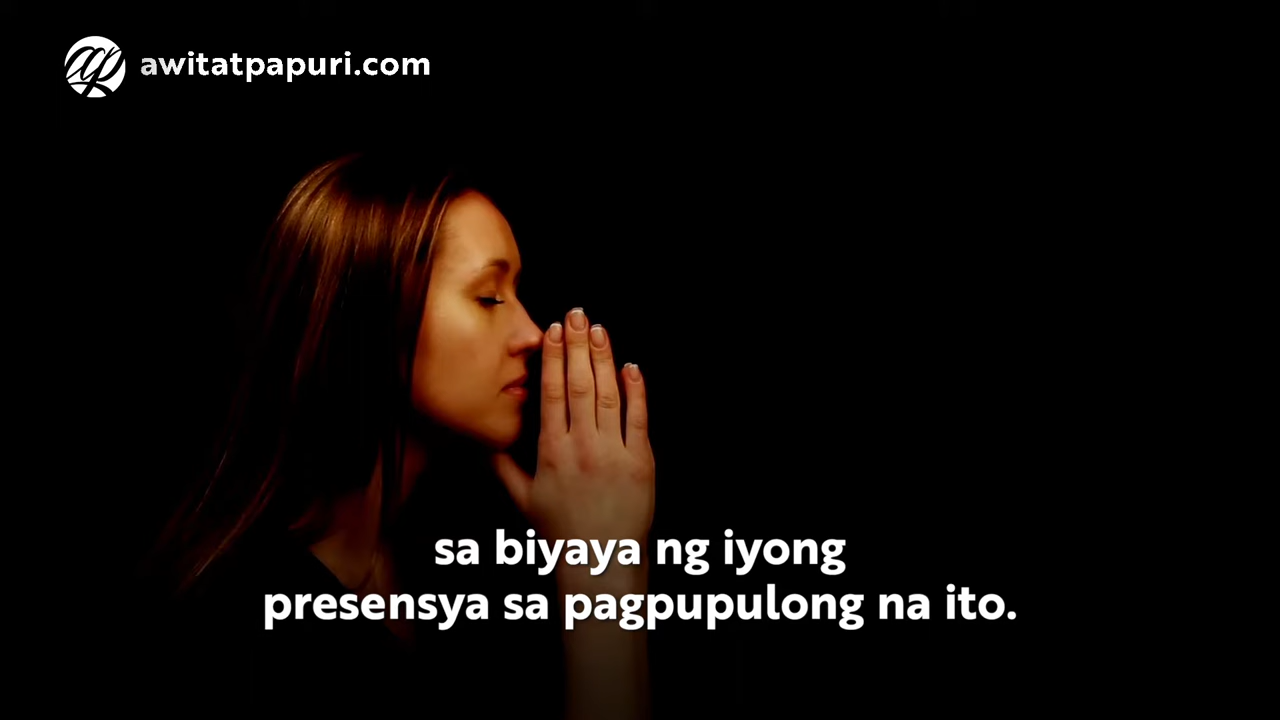 awitatpapuri.com
sa biyaya ng iyong
presensya sa pagpupulong na ito.